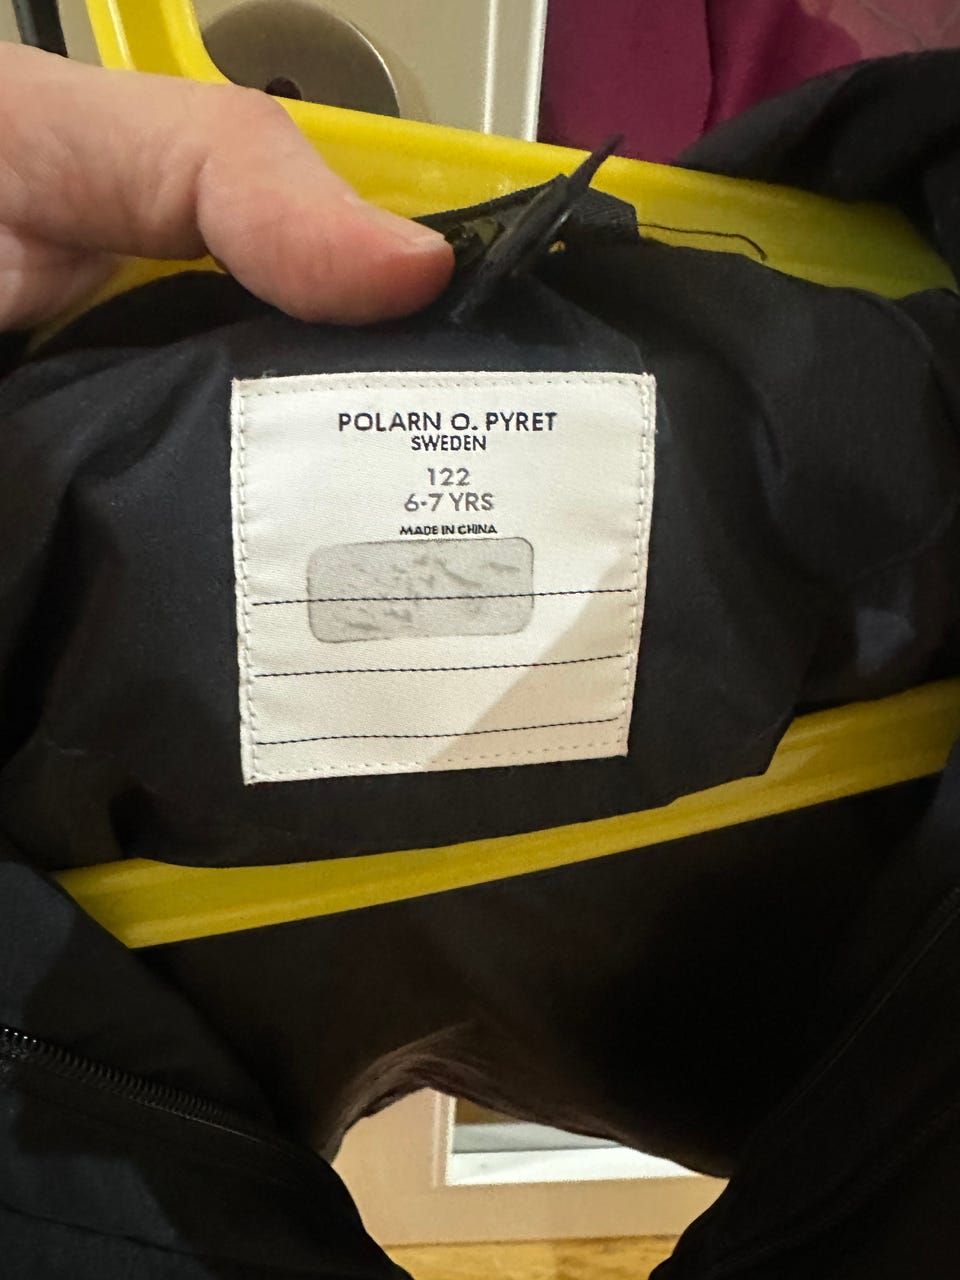 POLARN O. PYRET
SWEDEN
122
6-7 YRS
MADE IN CHINA